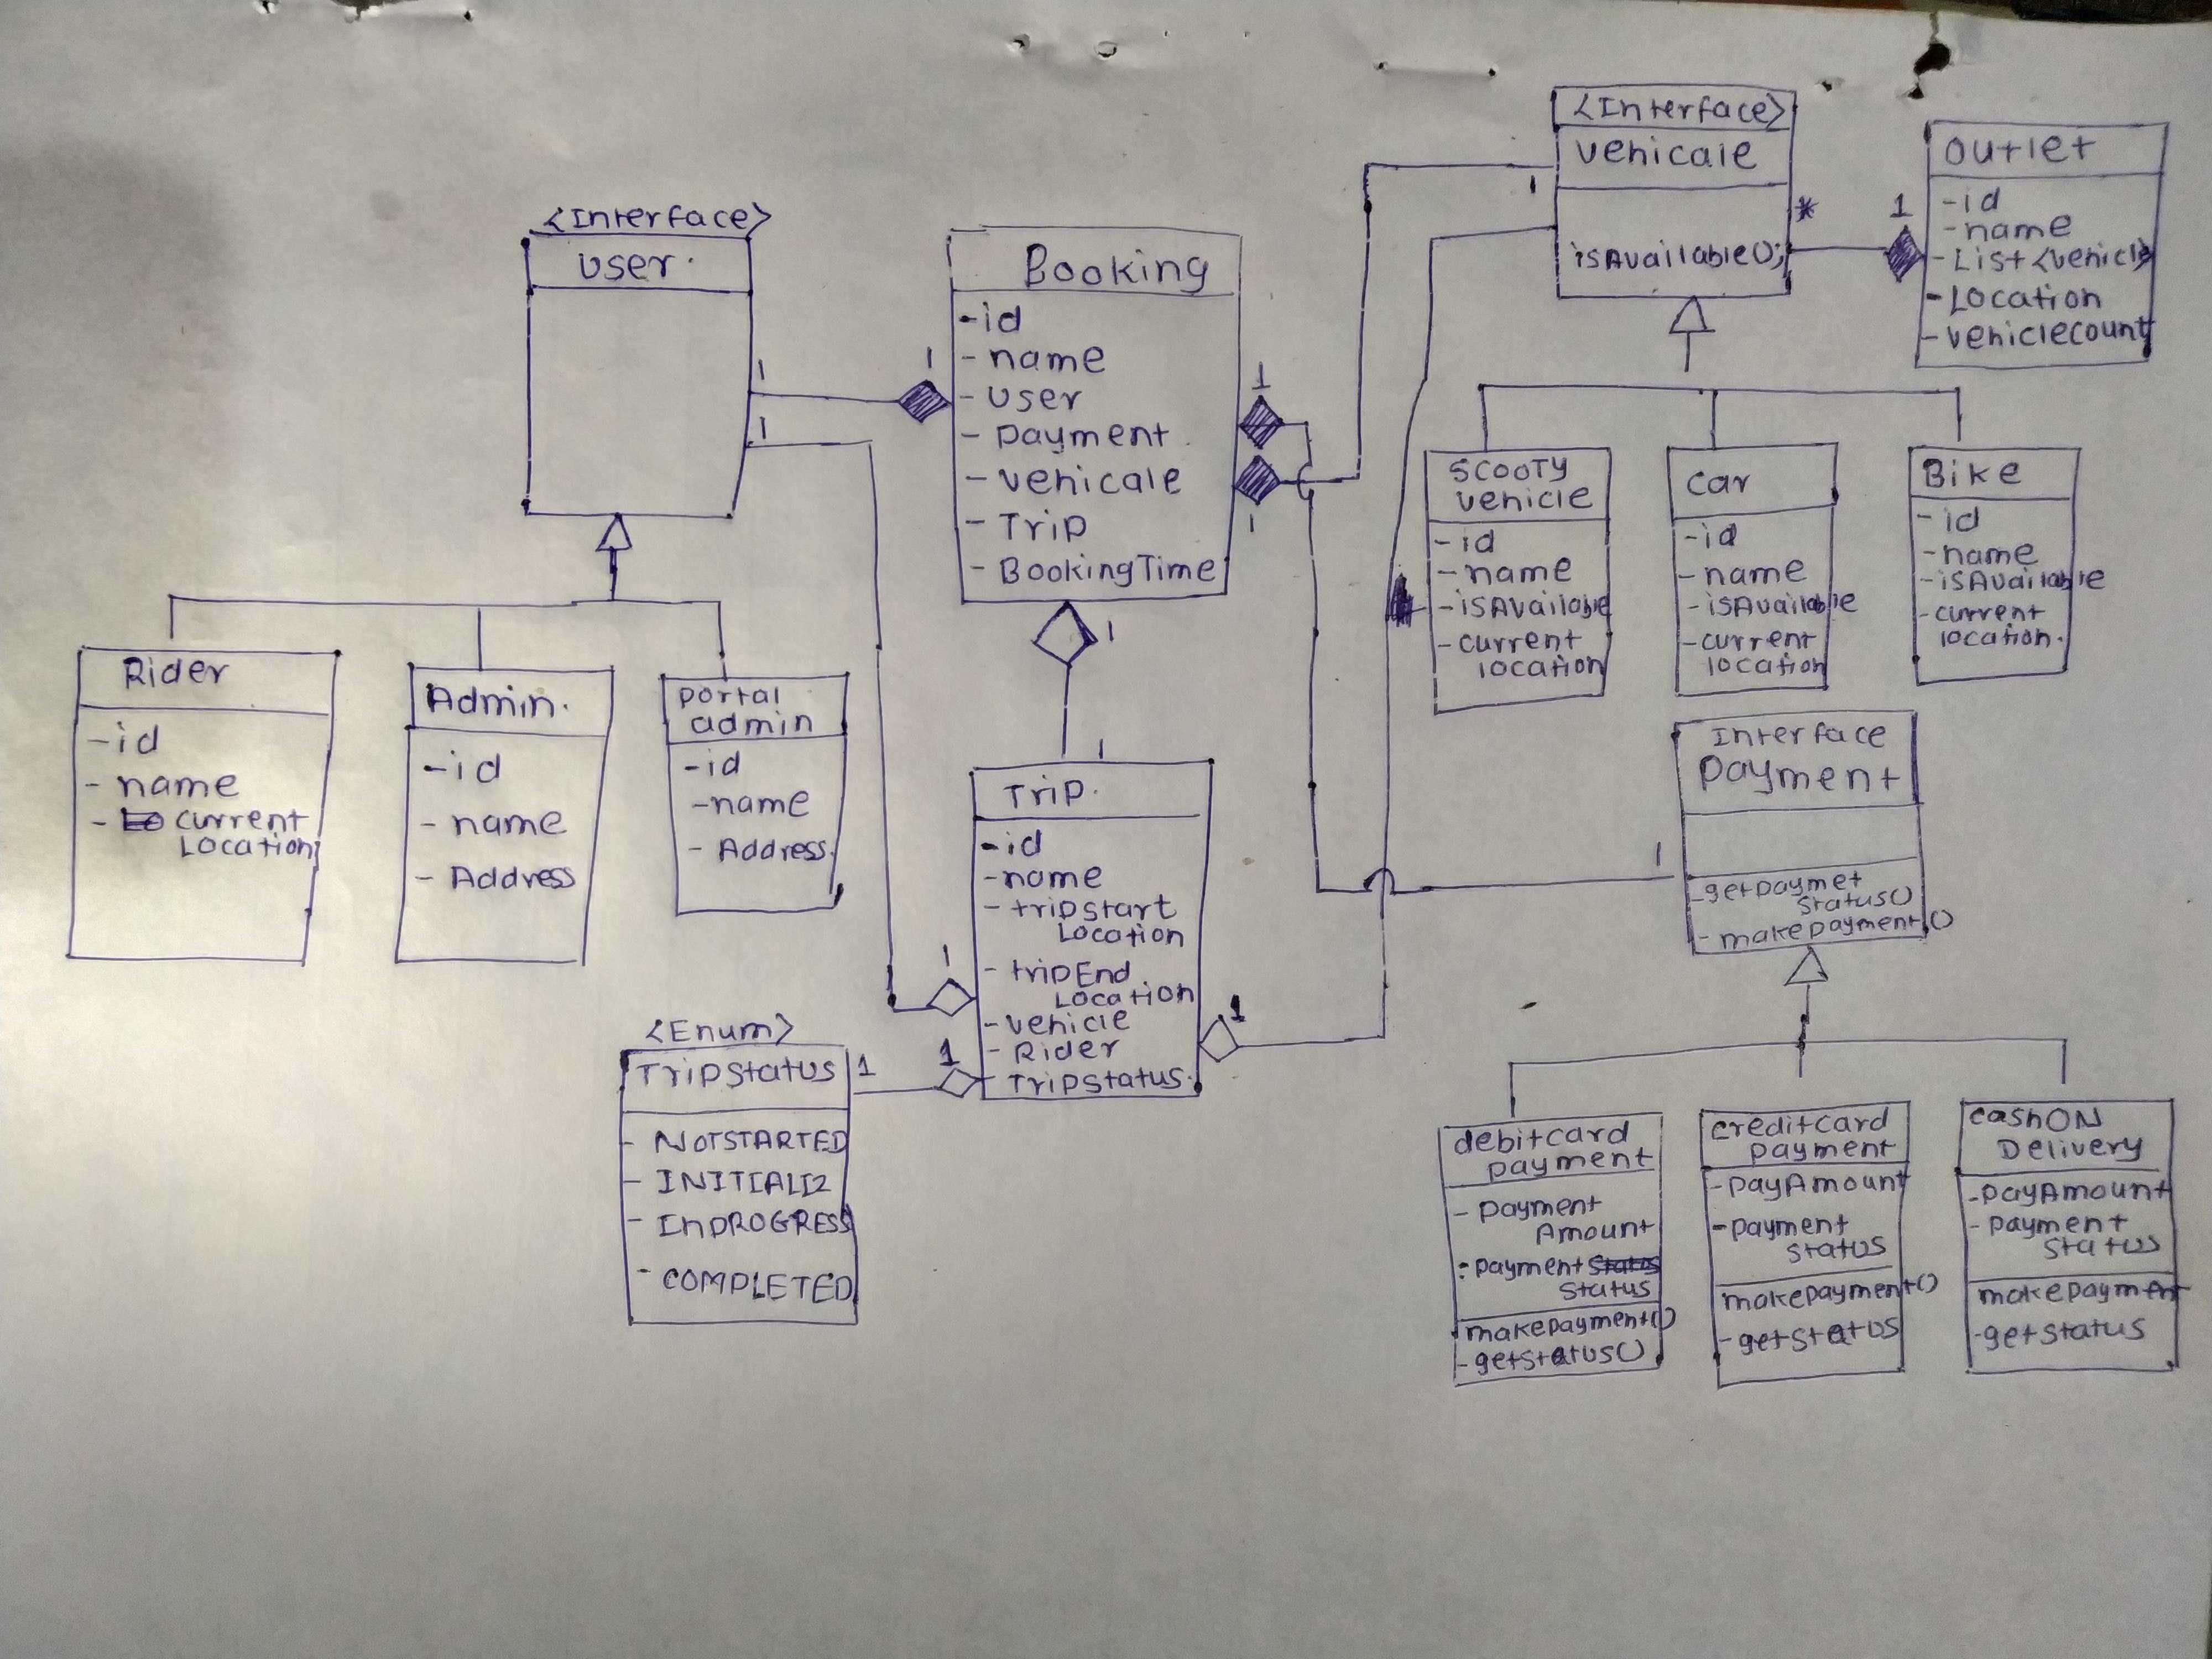 <Interface>
User.
Rider
-id
- name
- current
Location
Admin.
-id
- name
- Address
portal
admin
-id
-name
- Address.
Booking
-id
- name
- User
- payment.
- vehicale
- Trip
- BookingTime
1
1
1
1
1
1
1
Trip.
-id
-name
- tripstart
Location
- tripEnd
Location
- vehicle
- Rider
- Tripstatus.
1
1
1
1
<Enum>
Tripstatus
- NOTSTARTED
- INITIALIZ
- InPROGRESS
- COMPLETED
<Interface>
vehicale
isAvailable();
1
*
1
outlet
-id
-name
-List<vehicle>
-Location
-vehiclecount
scooty
vehicle
-id
-name
-isAvailable
-current
location
car
-id
-name
-isAvailable
-current
location
Bike
-id
-name
-isAvailable
-current
location.
1
Interface
payment
-getpaymet
status()
- makepayment()
debitcard
payment
- payment
Amount
- payment status
status
makepayment()
-getstatus()
creditcard
payment
-payAmount
-payment
status
makepayment()
-getstatus
cashON
Delivery
-payAmount
-payment
status
makepayment
-getstatus